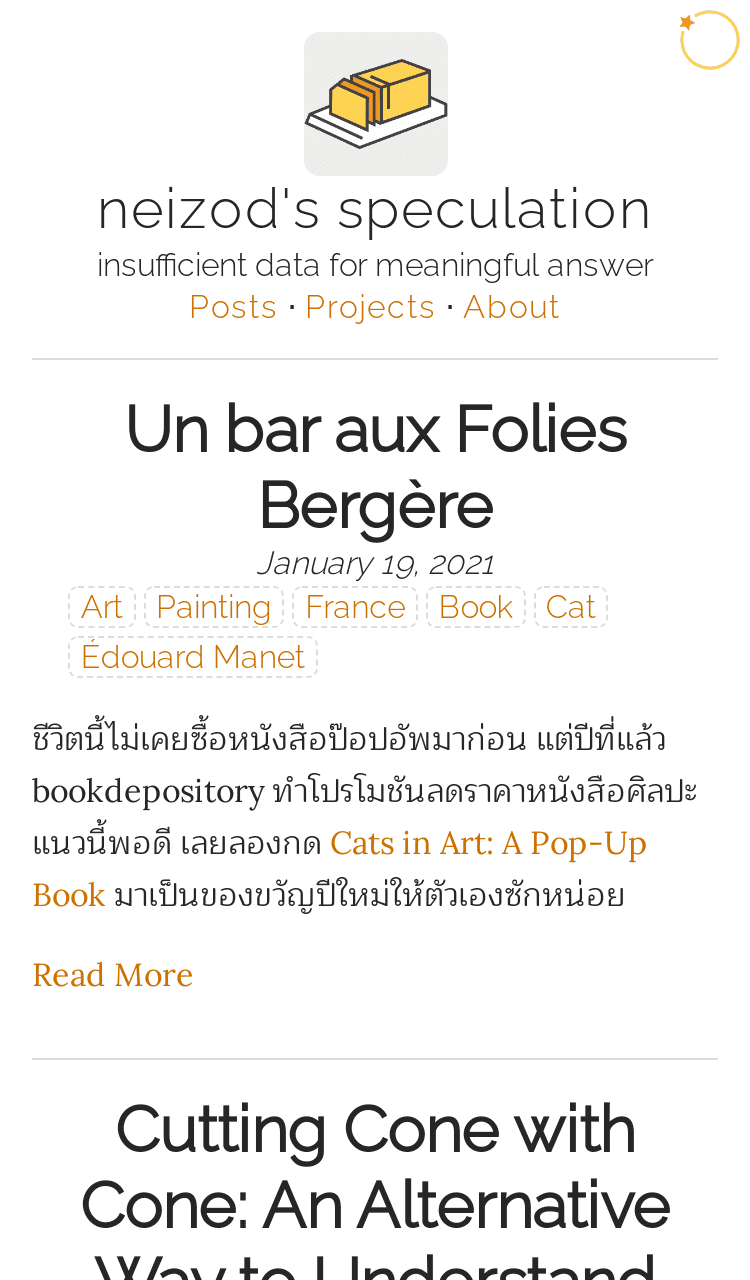 neizod's speculation
insufficient data for meaningful answer
Posts · Projects · About
Un bar aux Folies
Bergère
January 19, 2021
Art Painting France Book Cat
Édouard Manet
ชีวิตนี้ไม่เคยซื้อหนังสือป๊อปอัพมาก่อน แต่ปีที่แล้ว
bookdepository ทำโปรโมชันลดราคาหนังสือศิลปะ
แนวนี้พอดี เลยลองกด Cats in Art: A Pop-Up
Book มาเป็นของขวัญปีใหม่ให้ตัวเองซักหน่อย
Read More
Cutting Cone with
Cone: An Alternative
Way to Understand